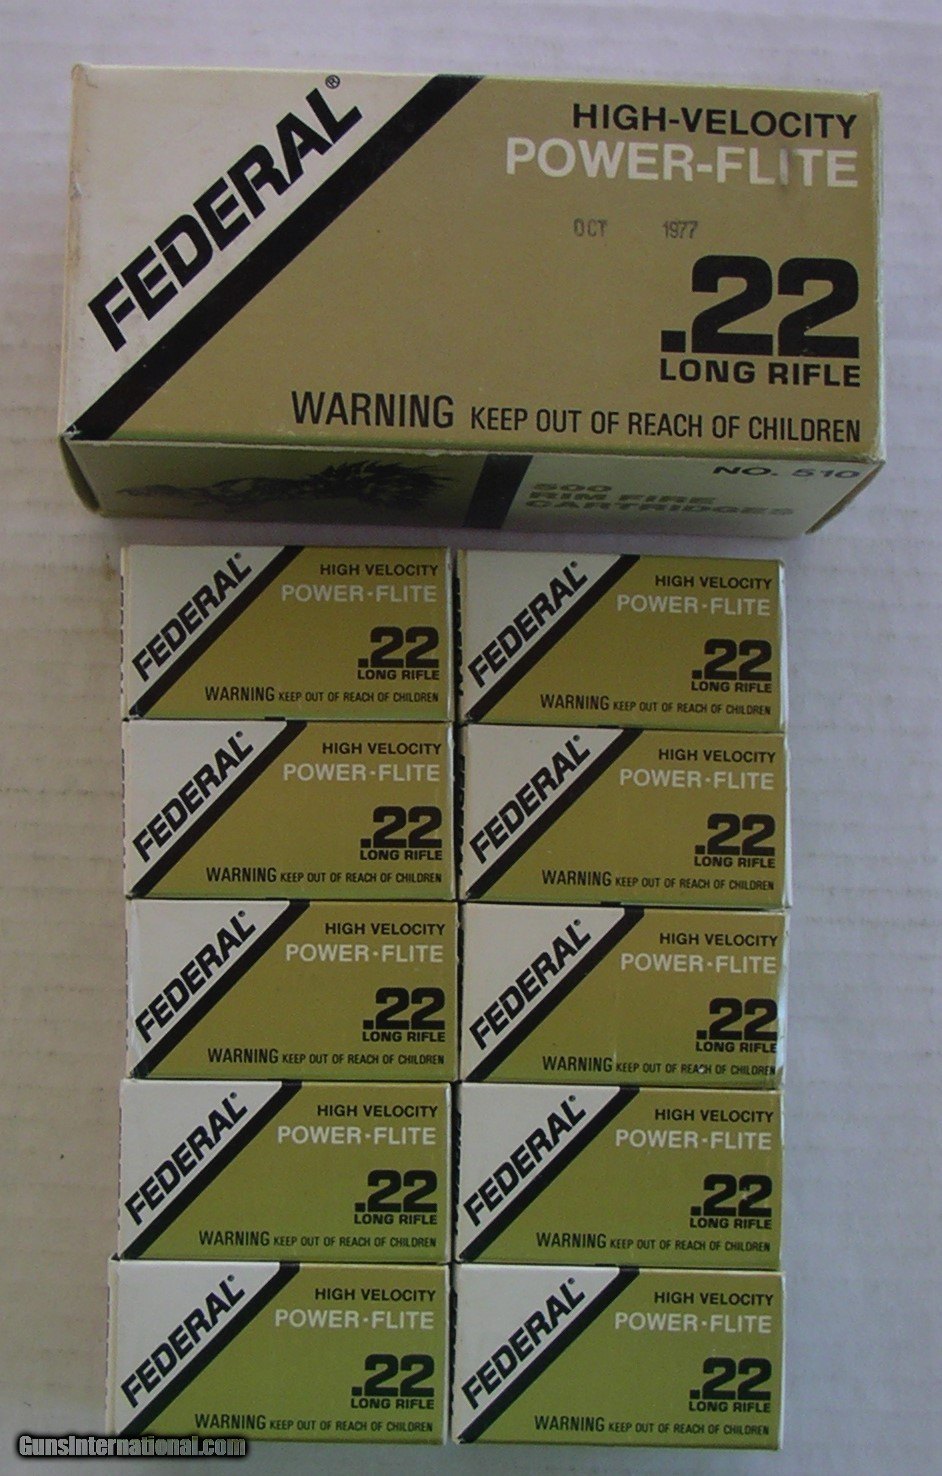 FEDERAL®
HIGH-VELOCITY
POWER-FLITE
OCT 1977
.22
LONG RIFLE
WARNING KEEP OUT OF REACH OF CHILDREN
NO. 510
500
RIM FIRE
CARTRIDGES
FEDERAL®
HIGH VELOCITY
POWER·FLITE
.22
LONG RIFLE
WARNING KEEP OUT OF REACH OF CHILDREN
FEDERAL®
HIGH VELOCITY
POWER·FLITE
.22
LONG RIFLE
WARNING KEEP OUT OF REACH OF CHILDREN
FEDERAL®
HIGH VELOCITY
POWER·FLITE
.22
LONG RIFLE
WARNING KEEP OUT OF REACH OF CHILDREN
FEDERAL®
HIGH VELOCITY
POWER·FLITE
.22
LONG RIFLE
WARNING KEEP OUT OF REACH OF CHILDREN
FEDERAL®
HIGH VELOCITY
POWER·FLITE
.22
LONG RIFLE
WARNING KEEP OUT OF REACH OF CHILDREN
FEDERAL®
HIGH VELOCITY
POWER·FLITE
.22
LONG RIFLE
WARNING KEEP OUT OF REACH OF CHILDREN
FEDERAL®
HIGH VELOCITY
POWER·FLITE
.22
LONG RIFLE
WARNING KEEP OUT OF REACH OF CHILDREN
FEDERAL®
HIGH VELOCITY
POWER·FLITE
.22
LONG RIFLE
WARNING KEEP OUT OF REACH OF CHILDREN
FEDERAL®
HIGH VELOCITY
POWER·FLITE
.22
LONG RIFLE
WARNING KEEP OUT OF REACH OF CHILDREN
FEDERAL®
HIGH VELOCITY
POWER·FLITE
.22
LONG RIFLE
WARNING KEEP OUT OF REACH OF CHILDREN
GunsInternational.com